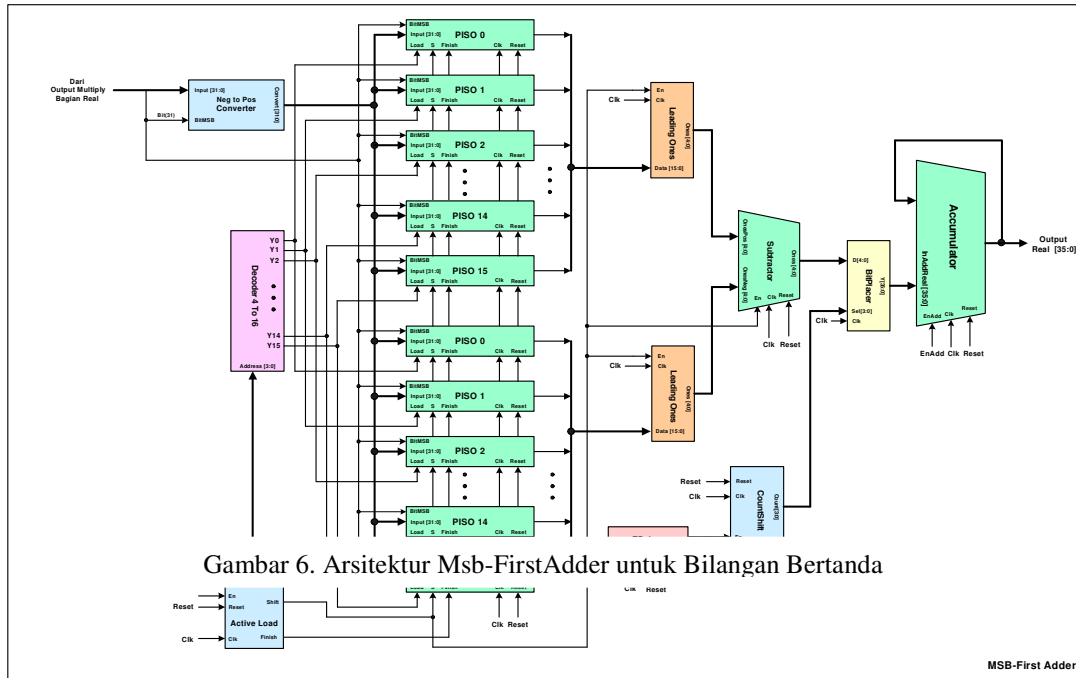 Dari
Output Multiply
Bagian Real
Input [31:0]
Convert [31:0]
Neg to Pos
Converter
Bit(31)
BitMSB
BitMSB
PISO 0
Input [31:0]
Load S Finish Clk Reset
BitMSB
PISO 1
Input [31:0]
Load S Finish Clk Reset
BitMSB
PISO 2
Input [31:0]
Load S Finish Clk Reset
BitMSB
PISO 14
Input [31:0]
Load S Finish Clk Reset
BitMSB
PISO 15
Input [31:0]
Load S Finish Clk Reset
Decoder 4 To 16
Y0
Y1
Y2
Y14
Y15
Address [3:0]
BitMSB
PISO 0
Input [31:0]
Load S Finish Clk Reset
BitMSB
PISO 1
Input [31:0]
Load S Finish Clk Reset
BitMSB
PISO 2
Input [31:0]
Load S Finish Clk Reset
BitMSB
PISO 14
Input [31:0]
Load S Finish Clk Reset
Clk Reset
En
Clk
Clk
Leading Ones
Ones [4:0]
Data [15:0]
En
Clk
Clk
Leading Ones
Ones [4:0]
Data [15:0]
OnesPos [4:0]
OnesNeg [4:0]
Subtractor
Ones [4:0]
En Clk Reset
Clk Reset
D[4:0]
BitPlacer
Sel[3:0]
Clk
Clk
Accumulator
InAddReal [35:0]
EnAdd Clk Reset
EnAdd Clk Reset
Output
Real [35:0]
Reset
Reset
Clk
Clk
CountShift
Count[3:0]
Clk Reset
En
Reset
Reset
Shift
Active Load
Clk
Clk
Finish
Gambar 6. Arsitektur Msb-FirstAdder untuk Bilangan Bertanda
MSB-First Adder